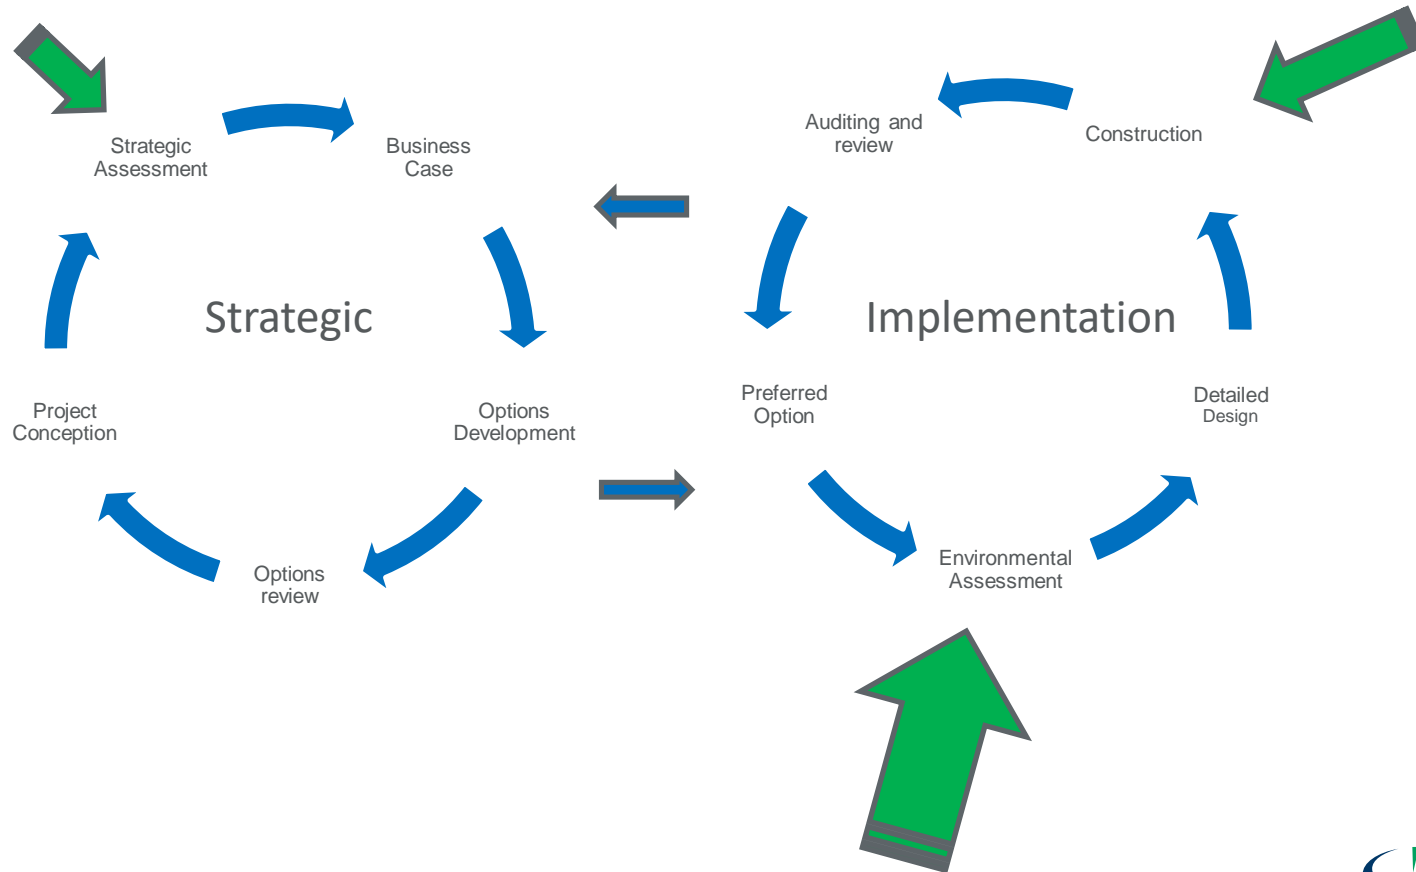 Strategic
Assessment
Business
Case
Strategic
Project
Conception
Options
Development
Options
review
Auditing and
review
Construction
Implementation
Preferred
Option
Detailed
Design
Environmental
Assessment